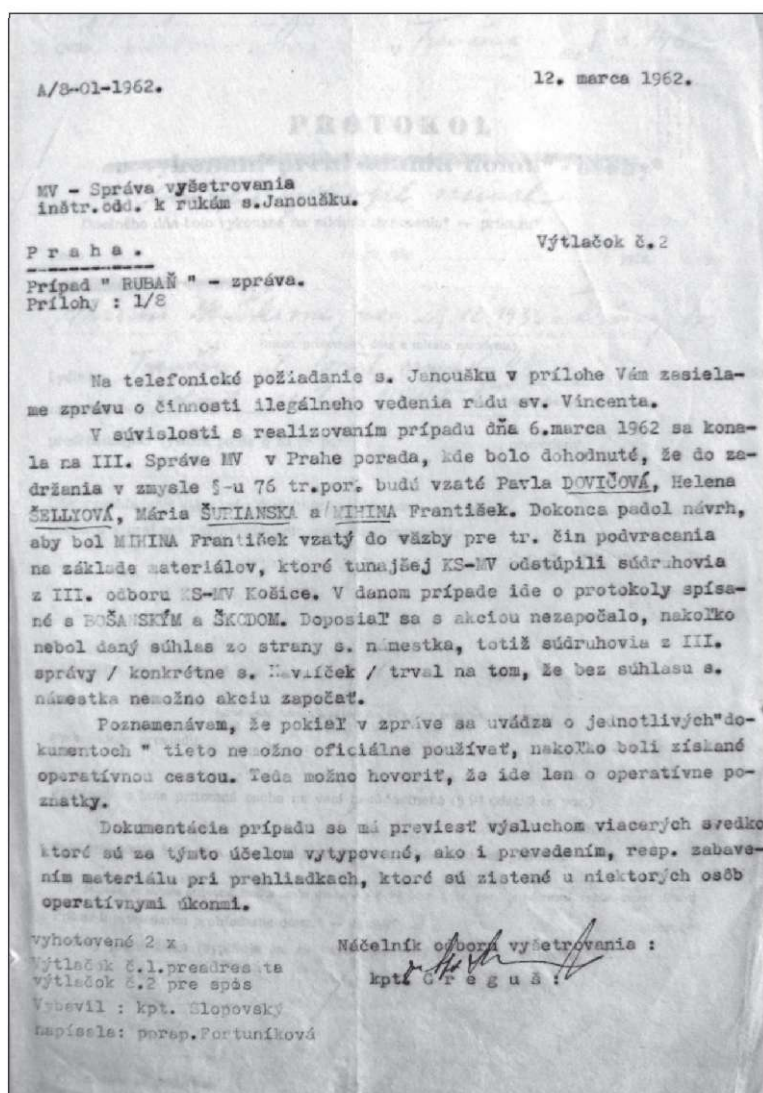 A/8-01-1962.
12. marca 1962.
PROTOKOL
MV - Správa vyšetrovania
inštr.odd. k rukám s.Janoušku.
Výtlačok č.2
P r a h a .
Prípad " RUBAŇ " - zpráva.
Prílohy : 1/8
Na telefonické požiadanie s. Janoušku v prílohe Vám zasiela-
me zprávu o činnosti ilegálneho vedenia rádu sv. Vincenta.
V súvislosti s realizovaním prípadu dňa 6.marca 1962 sa kona-
la na III. Správe MV v Prahe porada, kde bolo dohodnuté, že do za-
držania v zmysle §-u 76 tr.por. budú vzaté Pavla DOVIČOVÁ, Helena
ŠELLYOVÁ, Mária ŠURIANSKA a MIHINA František. Dokonca padol návrh,
aby bol MIHINA František vzatý do väzby pre tr. čin podvracania
na základe materiálov, ktoré tunajšej KS-MV odstúpili súdruhovia
z III. odboru KS-MV Košice. V danom prípade ide o protokoly spísa-
né s BOŠANSKÝM a ŠKODOM. Doposiaľ sa s akciou nezapočalo, nakoľko
nebol daný súhlas zo strany s. námestka, totiž súdruhovia z III.
správy / konkrétne s. Havlíček / trval na tom, že bez súhlasu s.
námestka nemožno akciu započať.
Poznamenávam, že pokiaľ v zpráve sa uvádza o jednotlivých"do-
kumentoch " tieto nemožno oficiálne používať, nakoľko boli získané
operatívnou cestou. Teda možno hovoriť, že ide len o operatívne po-
znatky.
Dokumentácia prípadu sa má previesť výsluchom viacerých svedko
ktoré sú za týmto účelom vytypované, ako i prevedením, resp. zabave-
ním materiálu pri prehliadkach, ktoré sú zistené u niektorých osôb
operatívnymi úkonmi.
vyhotovené 2 x
Náčelník odboru vyšetrovania :
Výtlačok č.1.preadresáta
výtlačok č.2 pre spis
kpt. Č r e g u š :
Vybavil : kpt. Slopovský
napísala: ppráp.Fortuníková